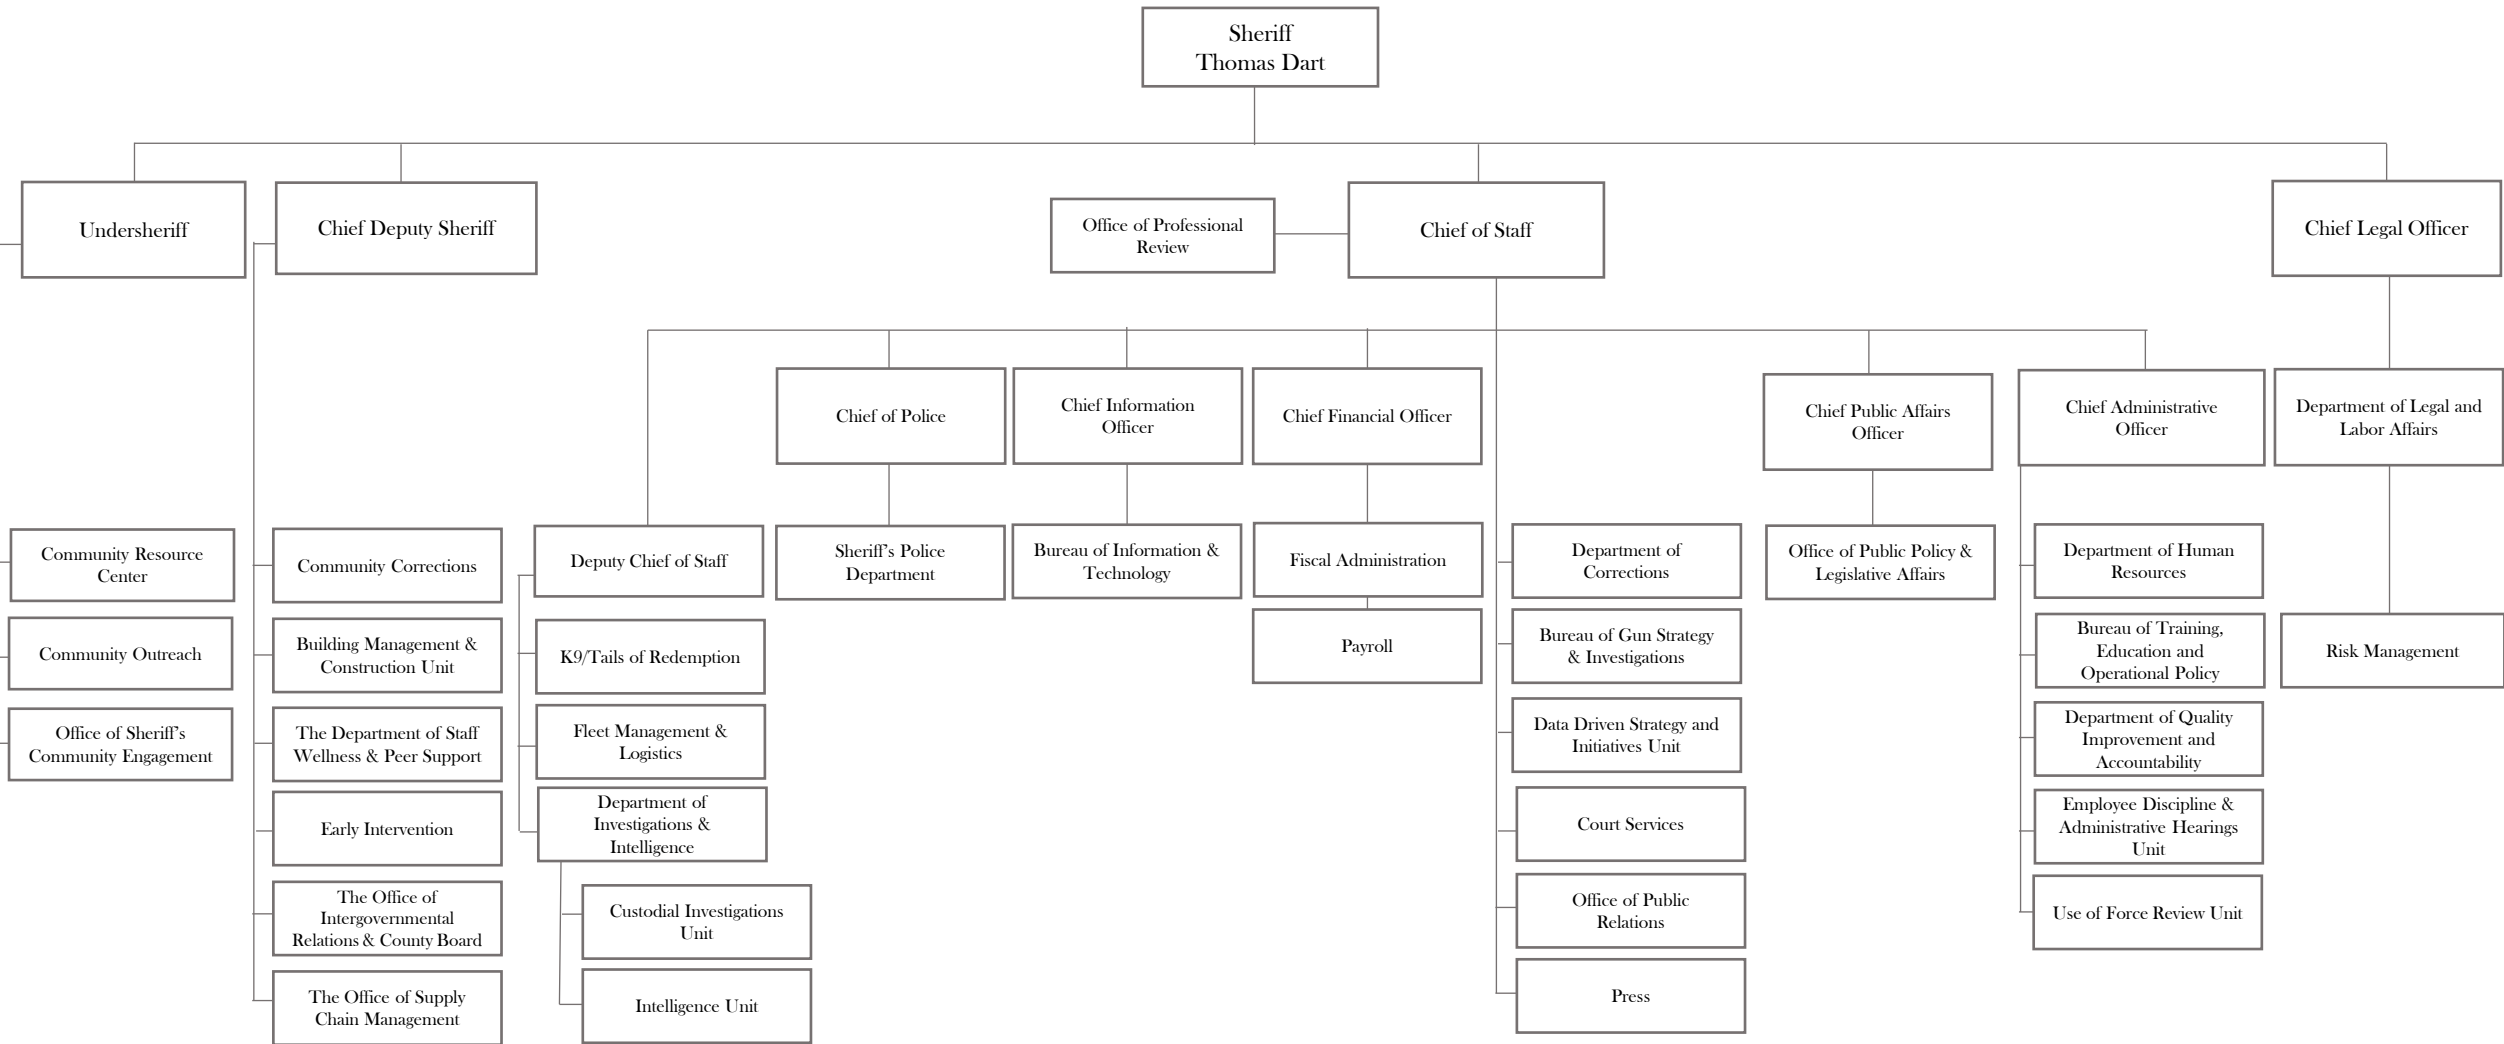 Sheriff
Thomas Dart
Undersheriff
Chief Deputy Sheriff
Office of Professional
Review
Chief of Staff
Chief Legal Officer
Chief of Police
Chief Information
Officer
Chief Financial Officer
Chief Public Affairs
Officer
Chief Administrative
Officer
Department of Legal and
Labor Affairs
Community Resource
Center
Community Outreach
Office of Sheriff’s
Community Engagement
Community Corrections
Building Management &
Construction Unit
The Department of Staff
Wellness & Peer Support
Early Intervention
The Office of
Intergovernmental
Relations & County Board
The Office of Supply
Chain Management
Deputy Chief of Staff
K9/Tails of Redemption
Fleet Management &
Logistics
Department of
Investigations &
Intelligence
Custodial Investigations
Unit
Intelligence Unit
Sheriff’s Police
Department
Bureau of Information &
Technology
Fiscal Administration
Payroll
Department of
Corrections
Bureau of Gun Strategy
& Investigations
Data Driven Strategy and
Initiatives Unit
Court Services
Office of Public
Relations
Press
Office of Public Policy &
Legislative Affairs
Department of Human
Resources
Bureau of Training,
Education and
Operational Policy
Department of Quality
Improvement and
Accountability
Employee Discipline &
Administrative Hearings
Unit
Use of Force Review Unit
Risk Management